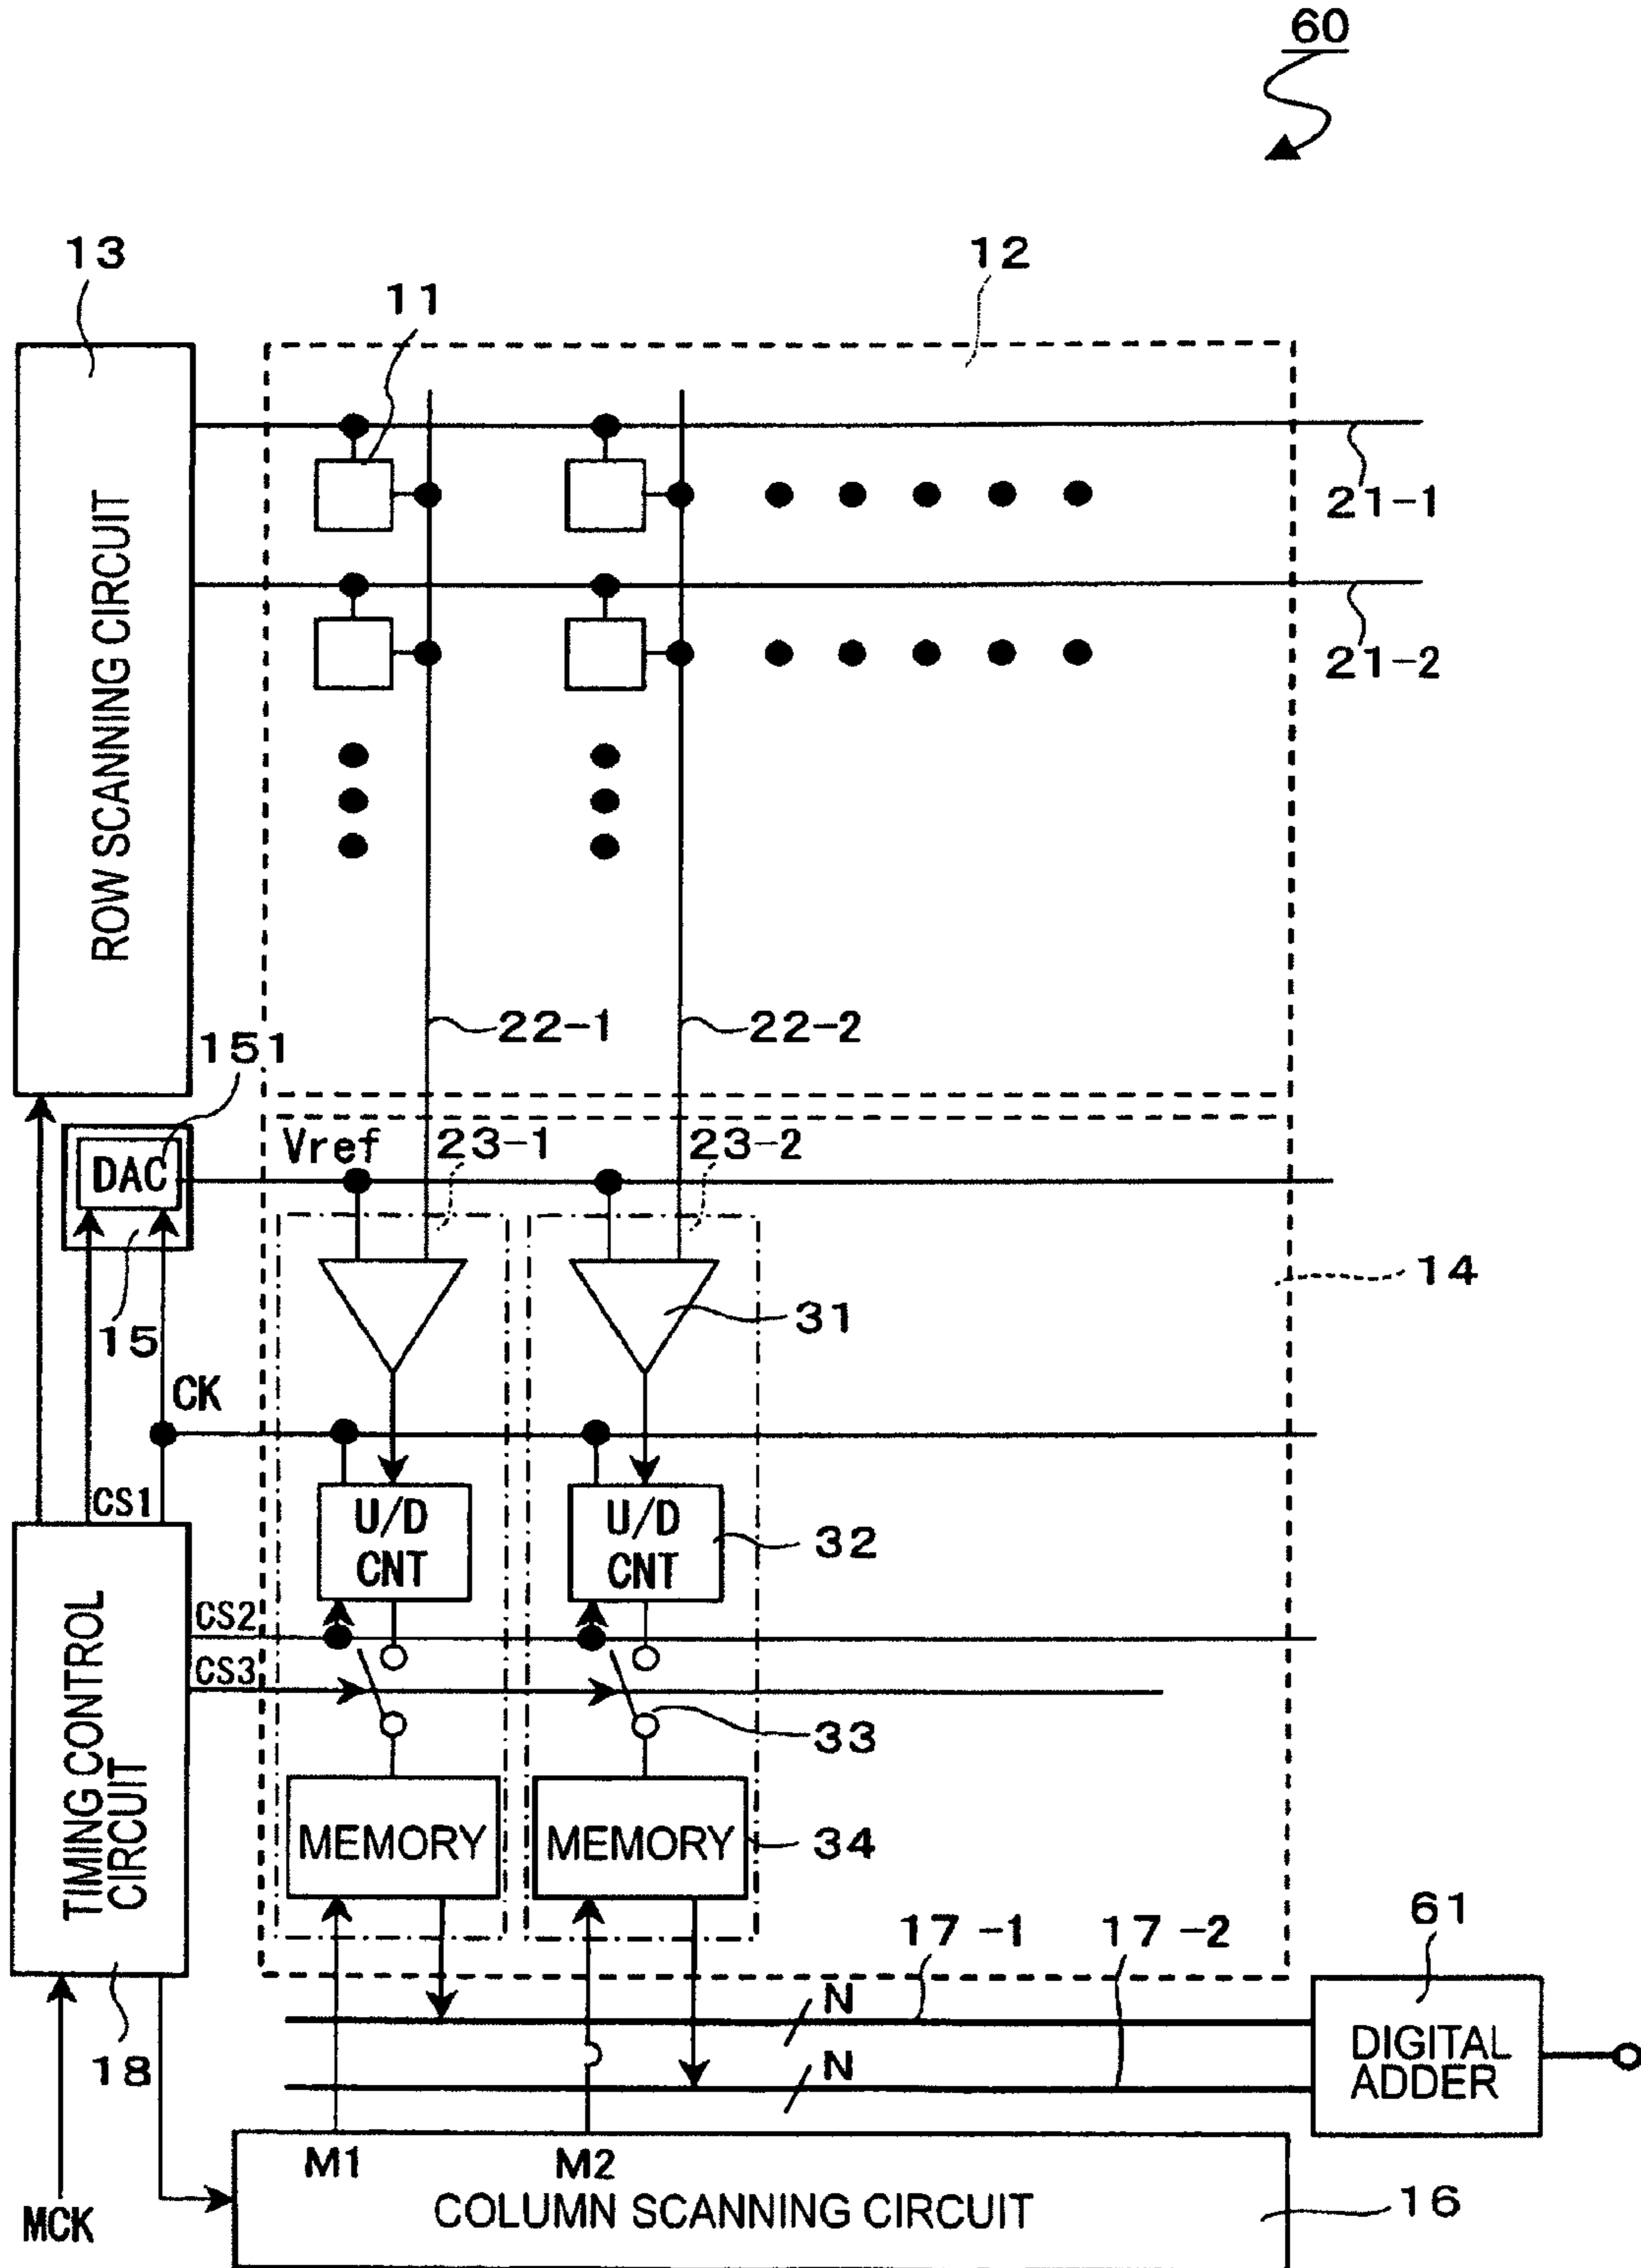 60
13
11
12
ROW SCANNING CIRCUIT
21-1
21-2
22-1
22-2
151
DAC
Vref
23-1
23-2
15
14
31
CK
CS1
U/D
CNT
U/D
CNT
32
CS2
CS3
33
TIMING CONTROL
CIRCUIT
MEMORY
MEMORY
34
17-1
17-2
61
N
N
DIGITAL
ADDER
18
M1
M2
MCK
COLUMN SCANNING CIRCUIT
16